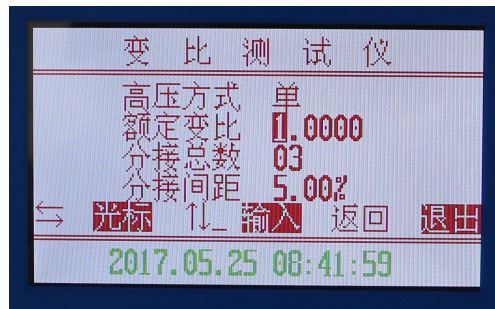 变比测试仪
高压方式 单
额定变比 1.0000
分接总数 03
分接间距 5.00%
⇆ 光标 ↑↓_ 输入 返回 退出
2017.05.25 08:41:59